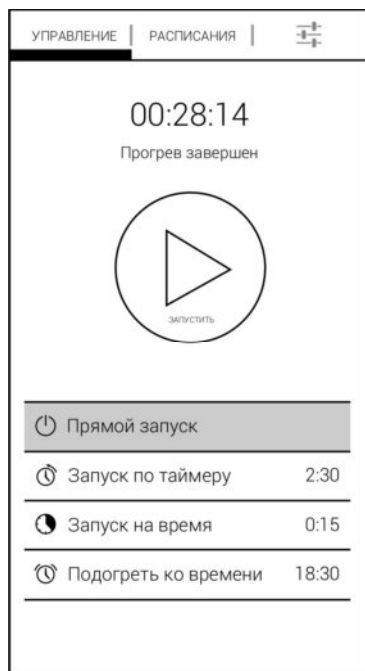 УПРАВЛЕНИЕ | РАСПИСАНИЯ |
00:28:14
Прогрев завершен
ЗАПУСТИТЬ
Прямой запуск
Запуск по таймеру 2:30
Запуск на время 0:15
Подогреть ко времени 18:30